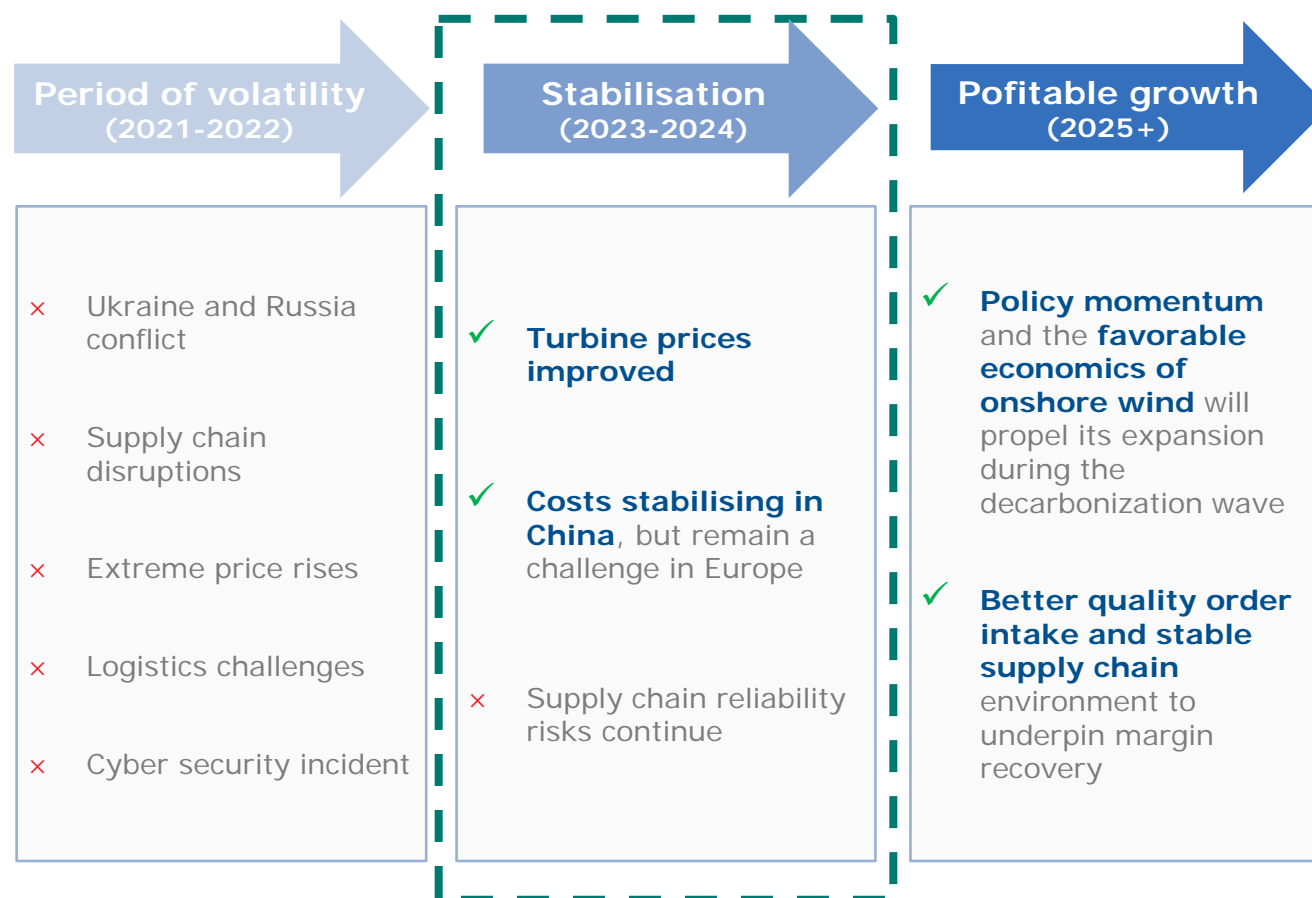 Period of volatility
(2021-2022)
× Ukraine and Russia
conflict
× Supply chain
disruptions
× Extreme price rises
× Logistics challenges
× Cyber security incident
Stabilisation
(2023-2024)
✓ Turbine prices
improved
✓ Costs stabilising in
China, but remain a
challenge in Europe
× Supply chain reliability
risks continue
Pofitable growth
(2025+)
✓ Policy momentum
and the favorable
economics of
onshore wind will
propel its expansion
during the
decarbonization wave
✓ Better quality order
intake and stable
supply chain
environment to
underpin margin
recovery